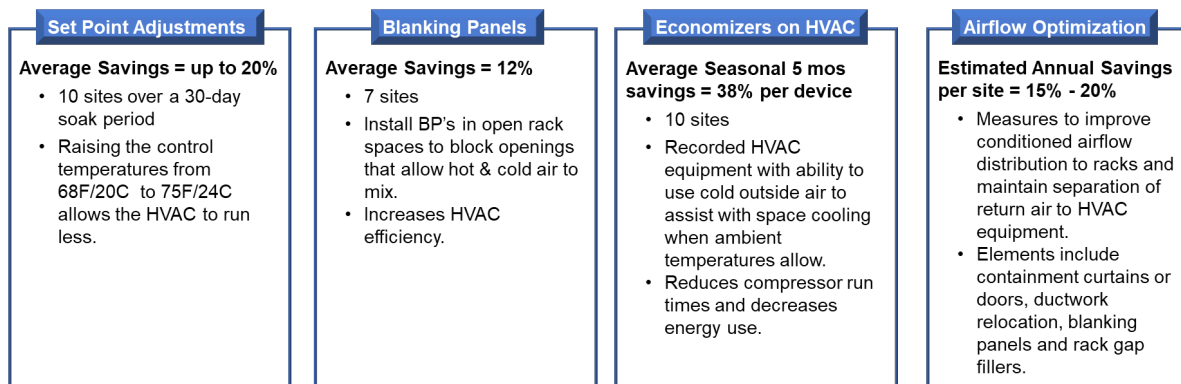 Set Point Adjustments
Average Savings = up to 20%
• 10 sites over a 30-day
soak period
• Raising the control
temperatures from
68F/20C to 75F/24C
allows the HVAC to run
less.
Blanking Panels
Average Savings = 12%
• 7 sites
• Install BP's in open rack
spaces to block openings
that allow hot & cold air to
mix.
• Increases HVAC
efficiency.
Economizers on HVAC
Average Seasonal 5 mos
savings = 38% per device
• 10 sites
• Recorded HVAC
equipment with ability to
use cold outside air to
assist with space cooling
when ambient
temperatures allow.
• Reduces compressor run
times and decreases
energy use.
Airflow Optimization
Estimated Annual Savings
per site = 15% - 20%
• Measures to improve
conditioned airflow
distribution to racks and
maintain separation of
return air to HVAC
equipment.
• Elements include
containment curtains or
doors, ductwork
relocation, blanking
panels and rack gap
fillers.